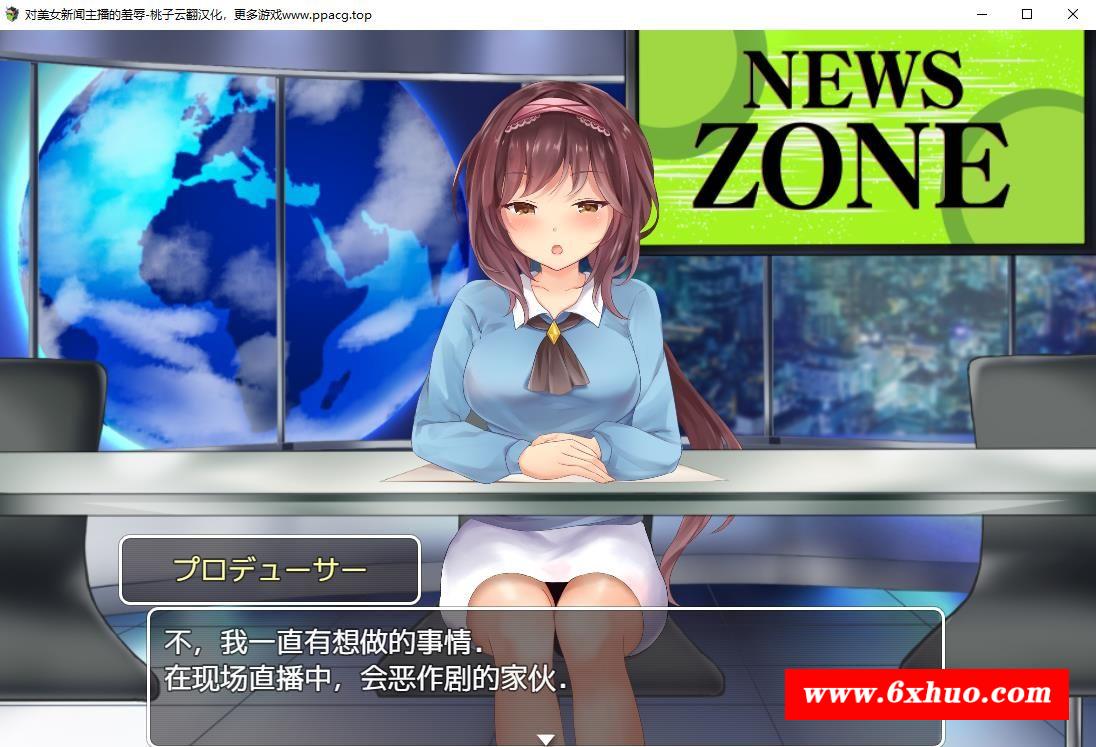 对美女新闻主播的羞辱-桃子云翻汉化，更多游戏www.ppacg.top
NEWS
ZONE
プロデューサー
不，我一直有想做的事情.
在现场直播中，会恶作剧的家伙.
www.6xhuo.com